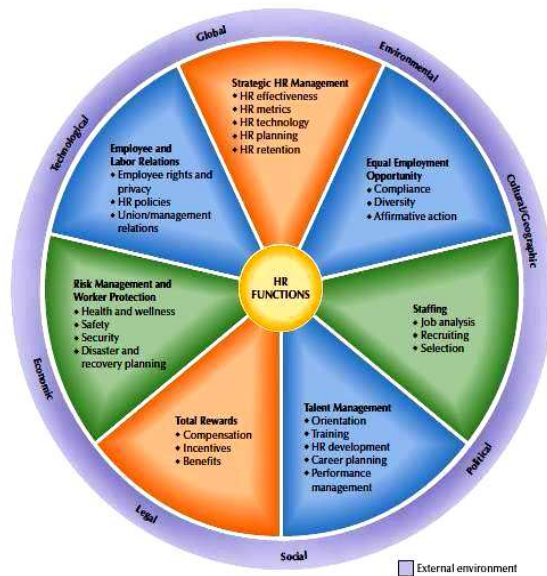 Global
Environmental
Technological
Cultural/Geographic
Strategic HR Management
◆ HR effectiveness
◆ HR metrics
◆ HR technology
◆ HR planning
◆ HR retention
Employee and
Labor Relations
◆ Employee rights and
privacy
◆ HR policies
◆ Union/management
relations
Equal Employment
Opportunity
◆ Compliance
◆ Diversity
◆ Affirmative action
HR
FUNCTIONS
Risk Management and
Worker Protection
◆ Health and wellness
◆ Safety
◆ Security
◆ Disaster and
recovery planning
Staffing
◆ Job analysis
◆ Recruiting
◆ Selection
Total Rewards
◆ Compensation
◆ Incentives
◆ Benefits
Talent Management
◆ Orientation
◆ Training
◆ HR development
◆ Career planning
◆ Performance
management
Economic
Political
Legal
Social
External environment